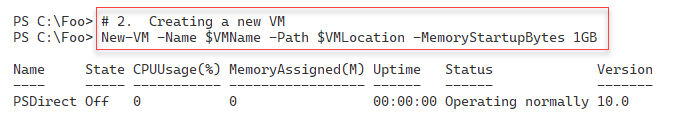 PS C:\Foo> # 2.  Creating a new VM
PS C:\Foo> New-VM -Name $VMName -Path $VMLocation -MemoryStartupBytes 1GB
Name     State CPUUsage(%) MemoryAssigned(M) Uptime   Status             Version
----     ----- ----------- ----------------- ------   ------             -------
PSDirect Off   0           0                 00:00:00 Operating normally 10.0